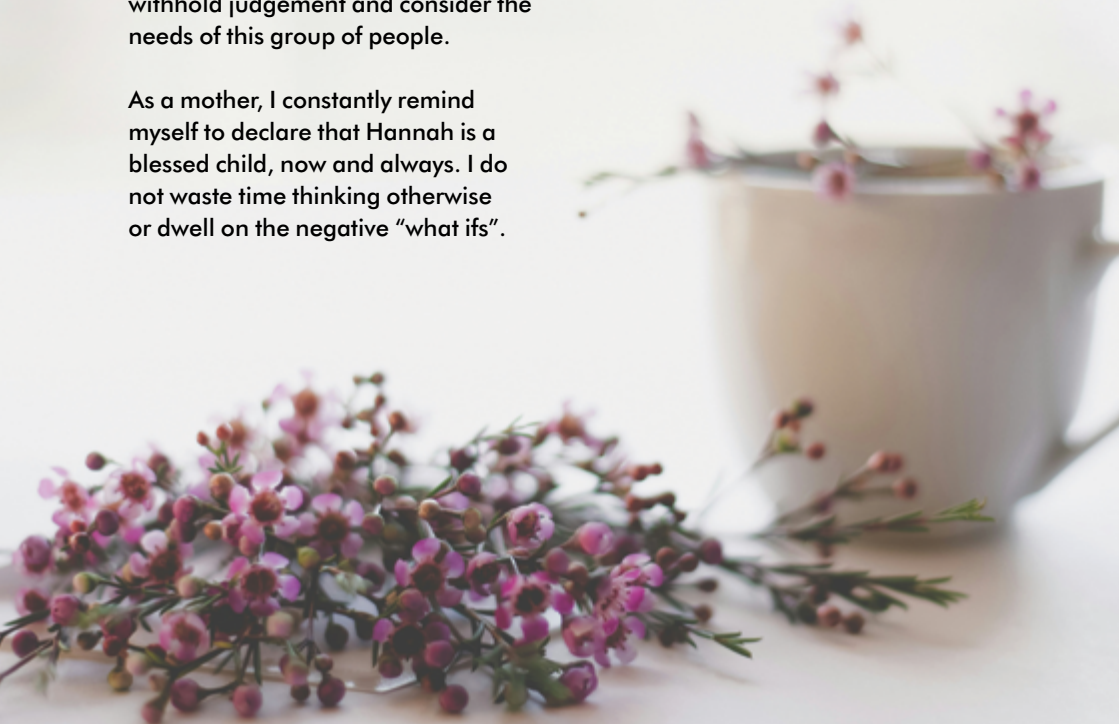 withhold judgement and consider the
needs of this group of people.
As a mother, I constantly remind
myself to declare that Hannah is a
blessed child, now and always. I do
not waste time thinking otherwise
or dwell on the negative “what ifs”.